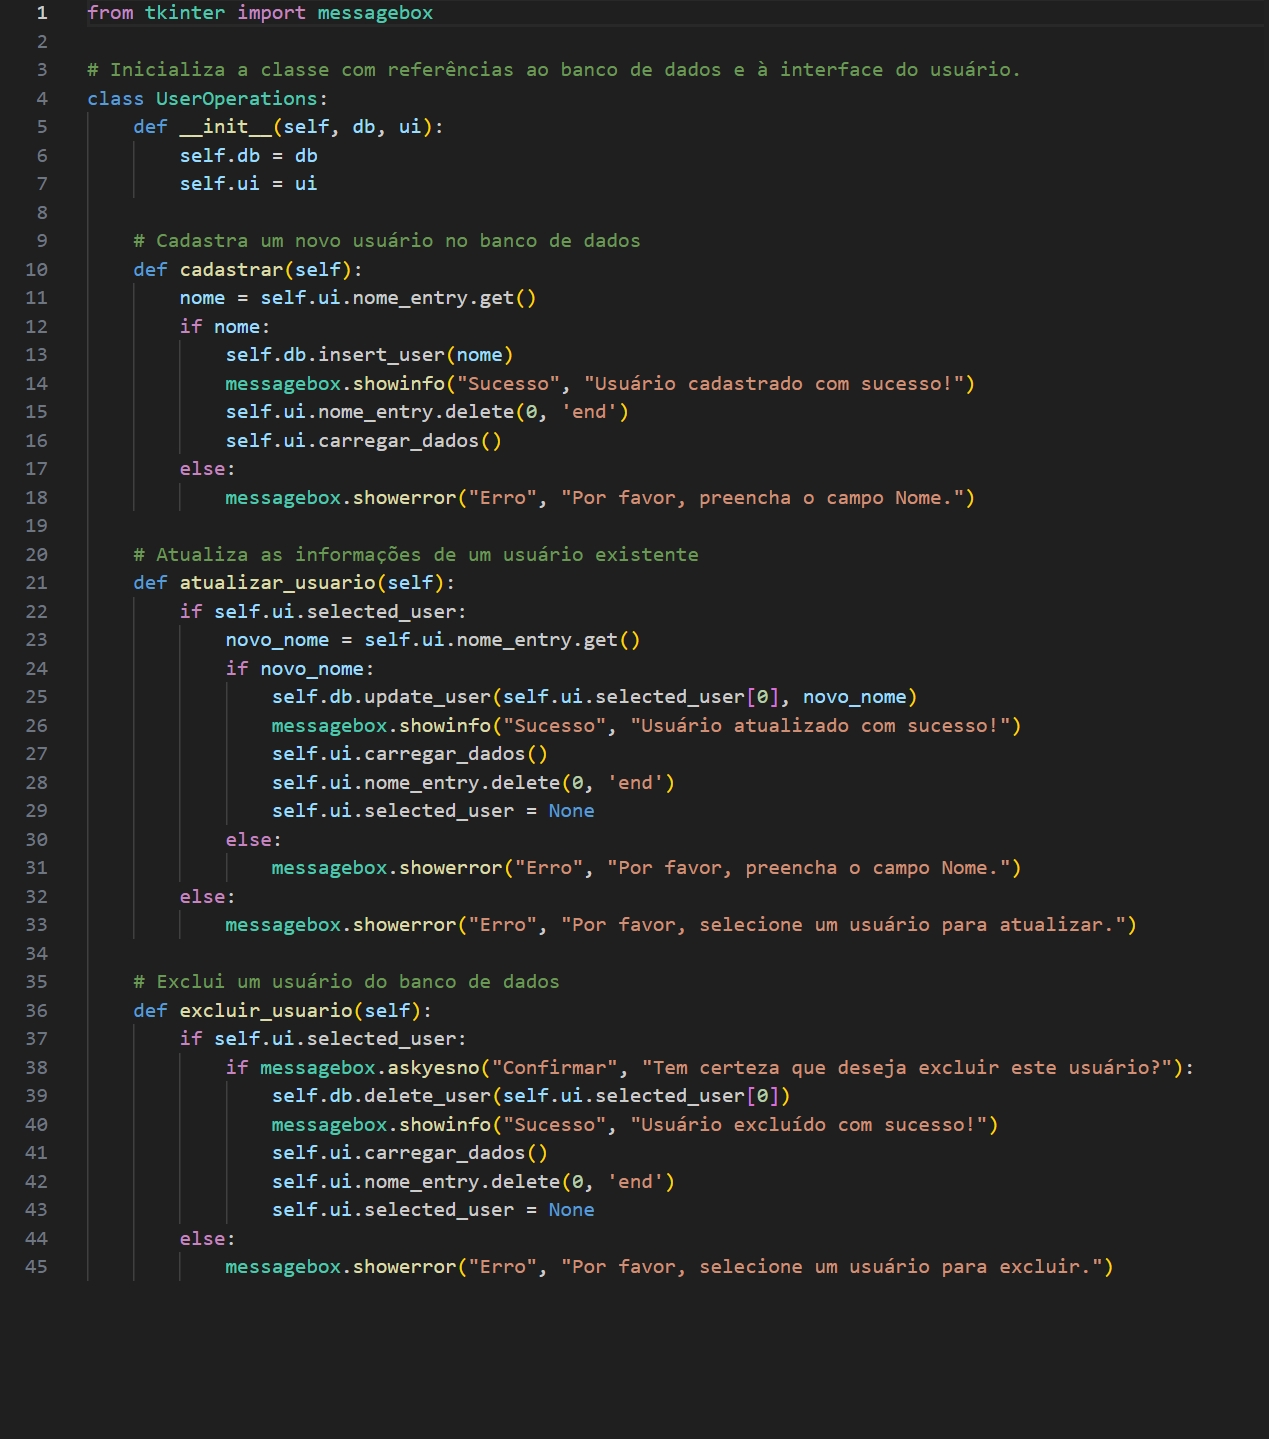 1 from tkinter import messagebox
2
3 # Inicializa a classe com referências ao banco de dados e à interface do usuário.
4 class UserOperations:
5     def __init__(self, db, ui):
6         self.db = db
7         self.ui = ui
8
9     # Cadastra um novo usuário no banco de dados
10     def cadastrar(self):
11         nome = self.ui.nome_entry.get()
12         if nome:
13             self.db.insert_user(nome)
14             messagebox.showinfo("Sucesso", "Usuário cadastrado com sucesso!")
15             self.ui.nome_entry.delete(0, 'end')
16             self.ui.carregar_dados()
17         else:
18             messagebox.showerror("Erro", "Por favor, preencha o campo Nome.")
19
20     # Atualiza as informações de um usuário existente
21     def atualizar_usuario(self):
22         if self.ui.selected_user:
23             novo_nome = self.ui.nome_entry.get()
24             if novo_nome:
25                 self.db.update_user(self.ui.selected_user[0], novo_nome)
26                 messagebox.showinfo("Sucesso", "Usuário atualizado com sucesso!")
27                 self.ui.carregar_dados()
28                 self.ui.nome_entry.delete(0, 'end')
29                 self.ui.selected_user = None
30             else:
31                 messagebox.showerror("Erro", "Por favor, preencha o campo Nome.")
32         else:
33             messagebox.showerror("Erro", "Por favor, selecione um usuário para atualizar.")
34
35     # Exclui um usuário do banco de dados
36     def excluir_usuario(self):
37         if self.ui.selected_user:
38             if messagebox.askyesno("Confirmar", "Tem certeza que deseja excluir este usuário?"):
39                 self.db.delete_user(self.ui.selected_user[0])
40                 messagebox.showinfo("Sucesso", "Usuário excluído com sucesso!")
41                 self.ui.carregar_dados()
42                 self.ui.nome_entry.delete(0, 'end')
43                 self.ui.selected_user = None
44         else:
45             messagebox.showerror("Erro", "Por favor, selecione um usuário para excluir.")